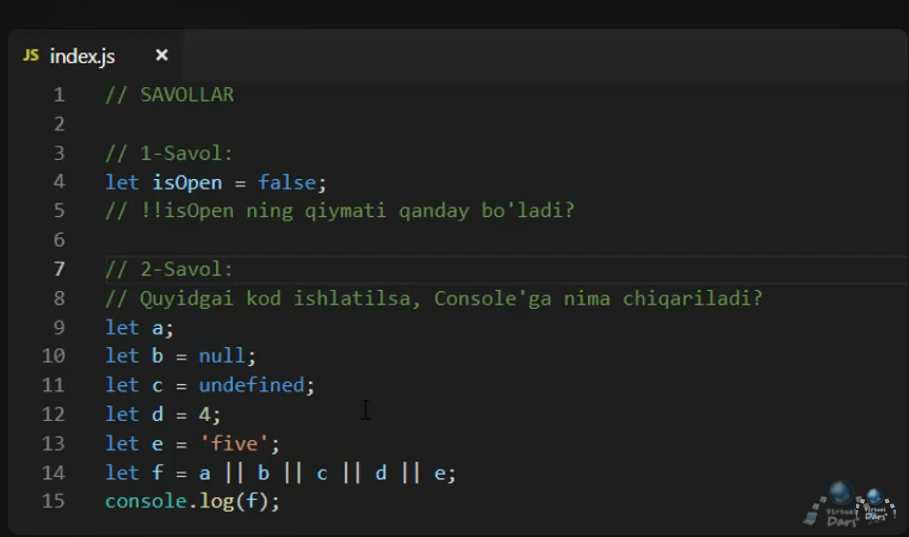 JS index.js ×
1 // SAVOLLAR
2
3 // 1-Savol:
4 let isOpen = false;
5 // !!isOpen ning qiymati qanday bo'ladi?
6
7 // 2-Savol:
8 // Quyidgai kod ishlatilsa, Console'ga nima chiqariladi?
9 let a;
10 let b = null;
11 let c = undefined;
12 let d = 4;
13 let e = 'five';
14 let f = a || b || c || d || e;
15 console.log(f);
Virtual
Dars
Virtual
Dars